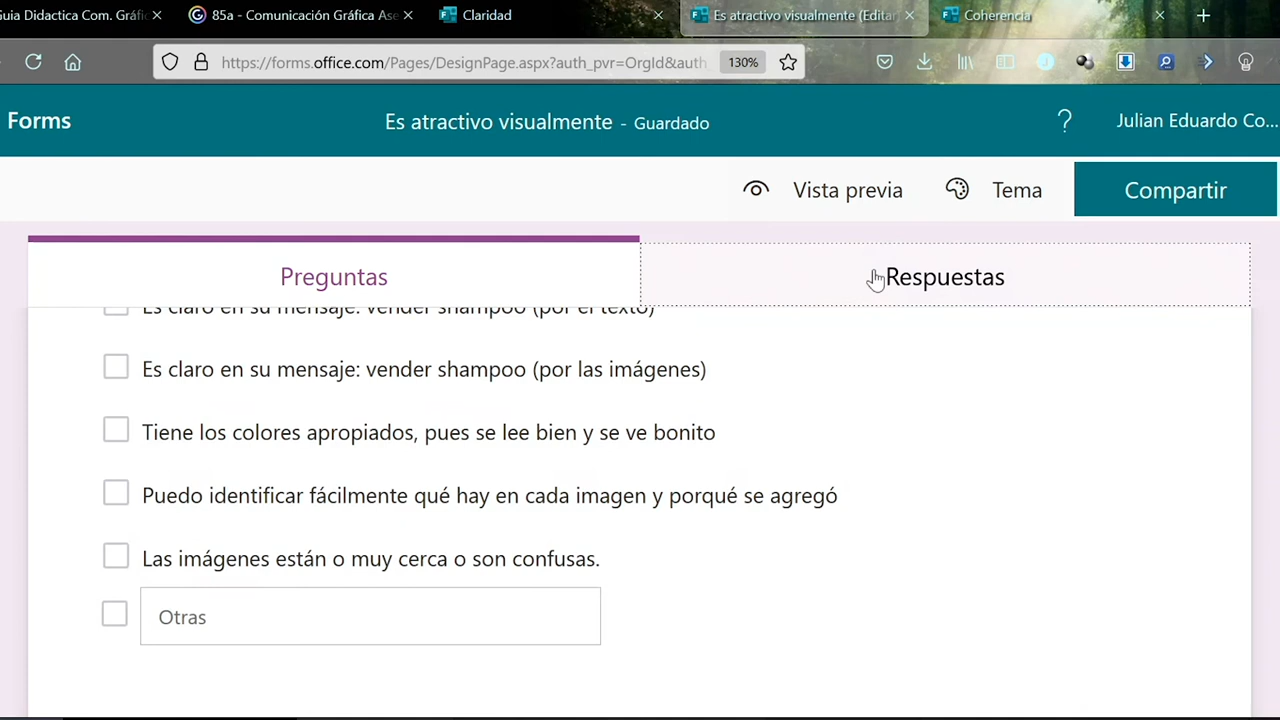 Guia Didactica Com. Gráfic
85a - Comunicación Gráfica Ase
Claridad
Es atractivo visualmente (Editar
Coherencia
https://forms.office.com/Pages/DesignPage.aspx?auth_pvr=OrgId&auth_
130%
Forms
Es atractivo visualmente - Guardado
?
Julian Eduardo Co...
Vista previa
Tema
Compartir
Preguntas
Respuestas
Es claro en su mensaje: vender shampoo (por el texto)
Es claro en su mensaje: vender shampoo (por las imágenes)
Tiene los colores apropiados, pues se lee bien y se ve bonito
Puedo identificar fácilmente qué hay en cada imagen y porqué se agregó
Las imágenes están o muy cerca o son confusas.
Otras